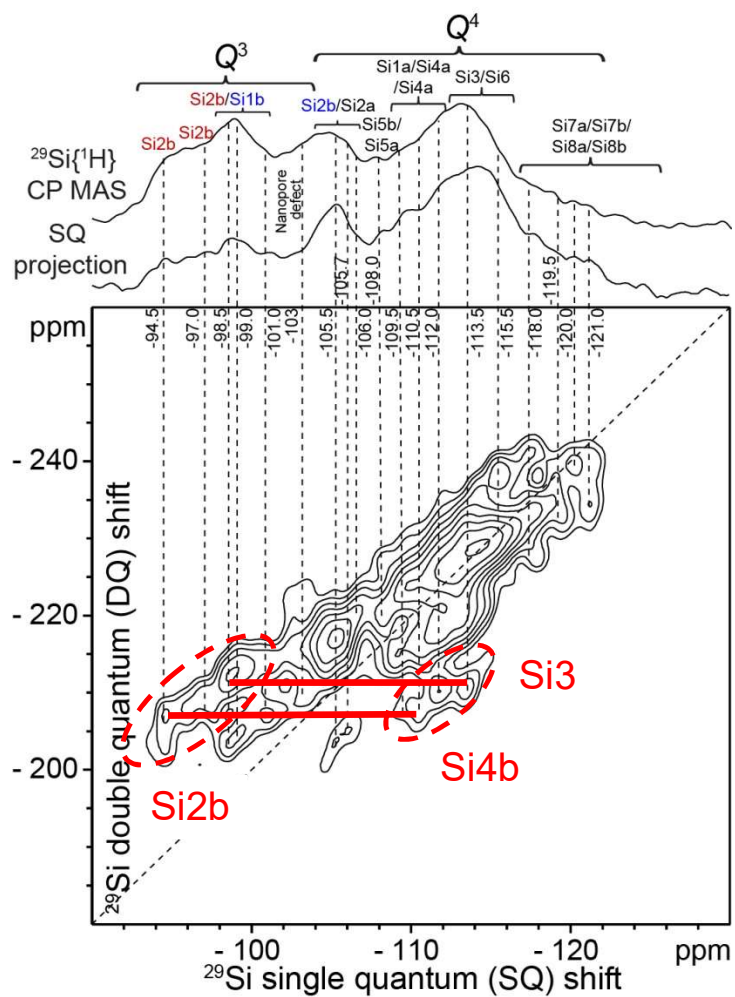 Q³ Q⁴
Si1a/Si4a
/Si4a
Si3/Si6
Si2b/Si1b
Si2b/Si2a
Si2b
Si2b
Si5b/
Si5a
Si7a/Si7b/
Si8a/Si8b
²⁹Si{¹H}
CP MAS
Nanopore
defect
SQ
projection
ppm
-94.5
-97.0
-98.5
-99.0
-101.0
-103
-105.5
-105.7
-106.0
-108.0
-109.5
-110.5
-112.0
-113.5
-115.5
-118.0
-119.5
-120.0
-121.0
- 240
- 220
- 200
²⁹Si double quantum (DQ) shift
Si3
Si4b
Si2b
- 100 - 110 - 120 ppm
²⁹Si single quantum (SQ) shift